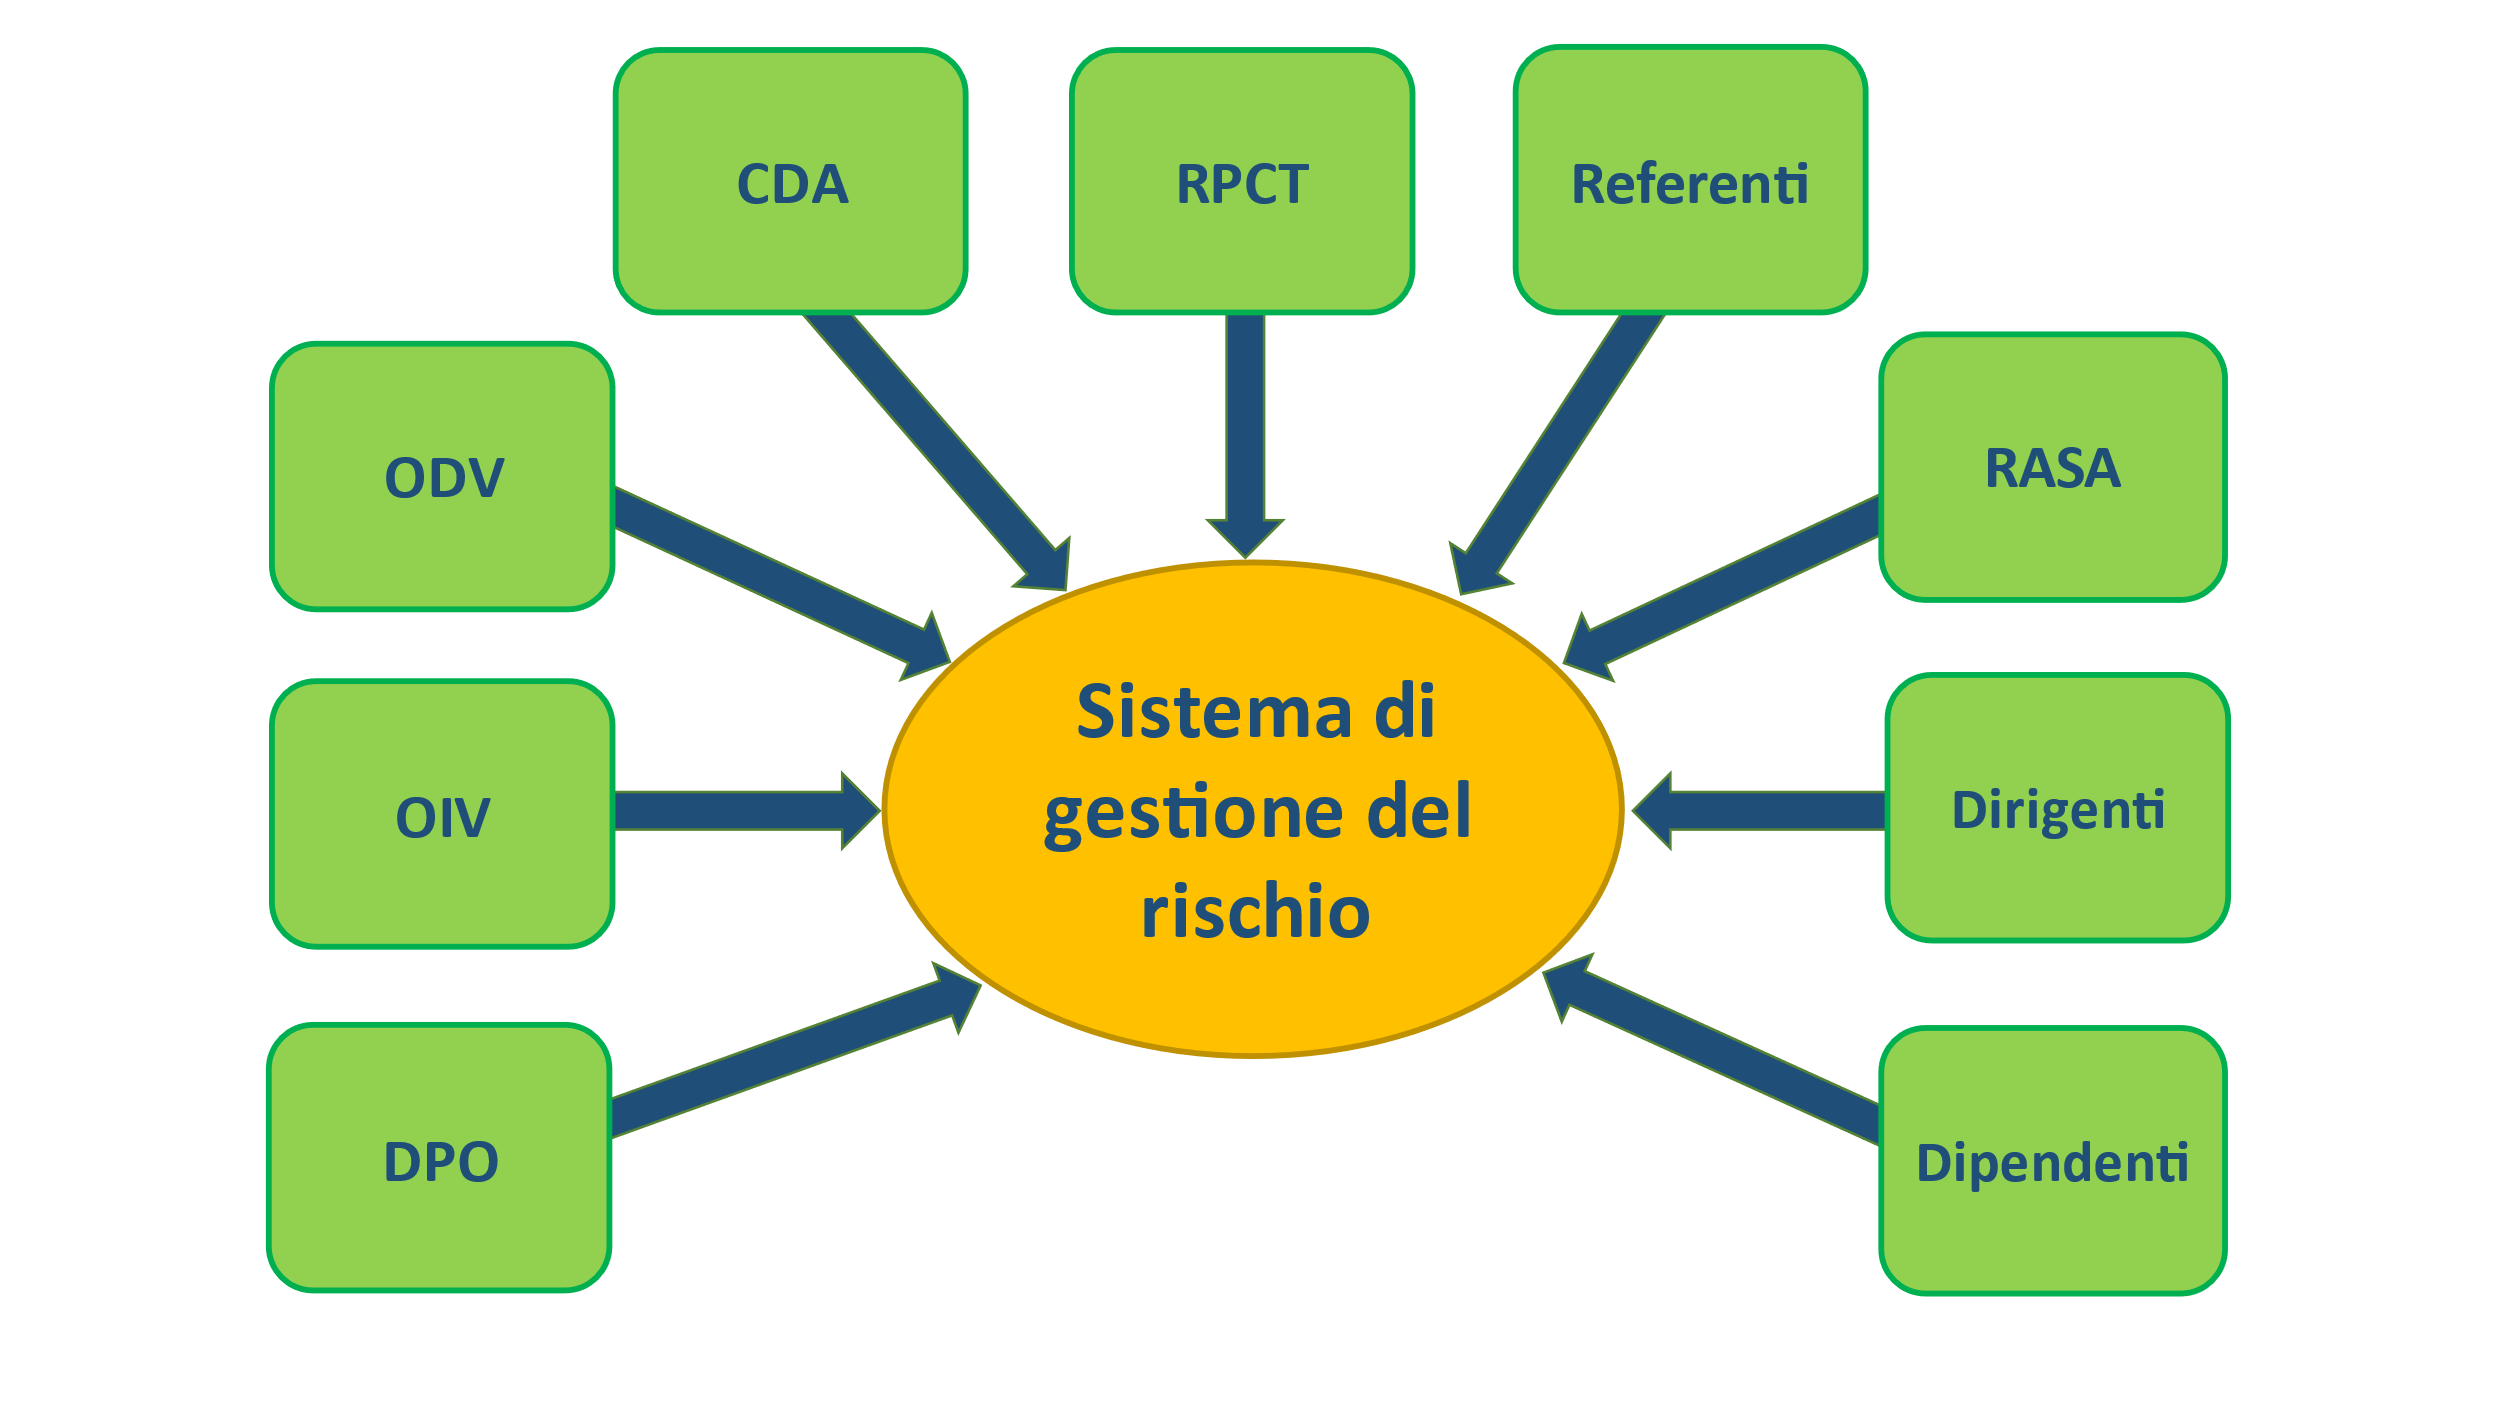 CDA
RPCT
Referenti
ODV
RASA
Sistema di
gestione del
rischio
OIV
Dirigenti
DPO
Dipendenti